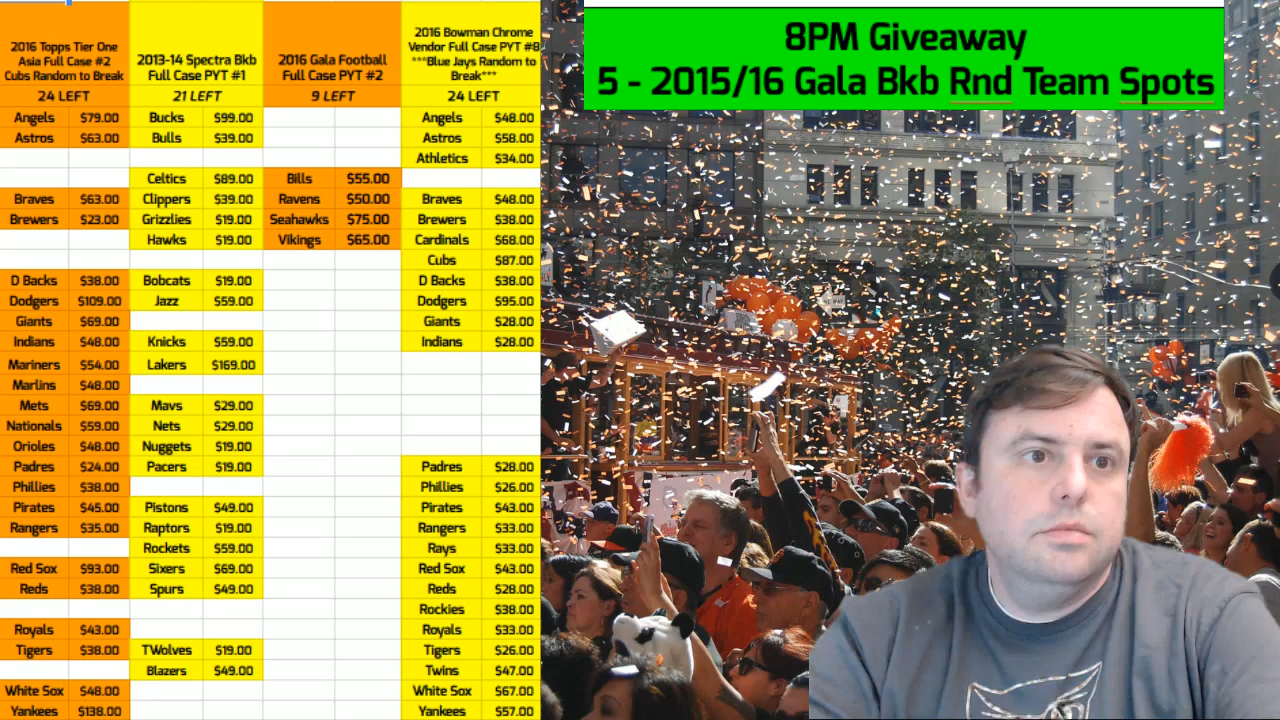 2016 Topps Tier One
Asia Full Case #2
Cubs Random to Break
24 LEFT
Angels $79.00
Astros $63.00
Braves $63.00
Brewers $23.00
D Backs $38.00
Dodgers $109.00
Giants $69.00
Indians $48.00
Mariners $54.00
Marlins $48.00
Mets $69.00
Nationals $59.00
Orioles $48.00
Padres $24.00
Phillies $38.00
Pirates $45.00
Rangers $35.00
Red Sox $93.00
Reds $38.00
Royals $43.00
Tigers $38.00
White Sox $48.00
Yankees $138.00
2013-14 Spectra Bkb
Full Case PYT #1
21 LEFT
Bucks $99.00
Bulls $39.00
Celtics $89.00
Clippers $39.00
Grizzlies $19.00
Hawks $19.00
Bobcats $19.00
Jazz $59.00
Knicks $59.00
Lakers $169.00
Mavs $29.00
Nets $29.00
Nuggets $19.00
Pacers $19.00
Pistons $49.00
Raptors $19.00
Rockets $59.00
Sixers $69.00
Spurs $49.00
TWolves $19.00
Blazers $49.00
2016 Gala Football
Full Case PYT #2
9 LEFT
Bills $55.00
Ravens $50.00
Seahawks $75.00
Vikings $65.00
2016 Bowman Chrome
Vendor Full Case PYT #8
***Blue Jays Random to
Break***
24 LEFT
Angels $48.00
Astros $58.00
Athletics $34.00
Braves $48.00
Brewers $38.00
Cardinals $68.00
Cubs $87.00
D Backs $38.00
Dodgers $95.00
Giants $28.00
Indians $28.00
Padres $28.00
Phillies $26.00
Pirates $43.00
Rangers $33.00
Rays $33.00
Red Sox $43.00
Reds $28.00
Rockies $38.00
Royals $33.00
Tigers $26.00
Twins $47.00
White Sox $67.00
Yankees $57.00
8PM Giveaway
5 - 2015/16 Gala Bkb Rnd Team Spots